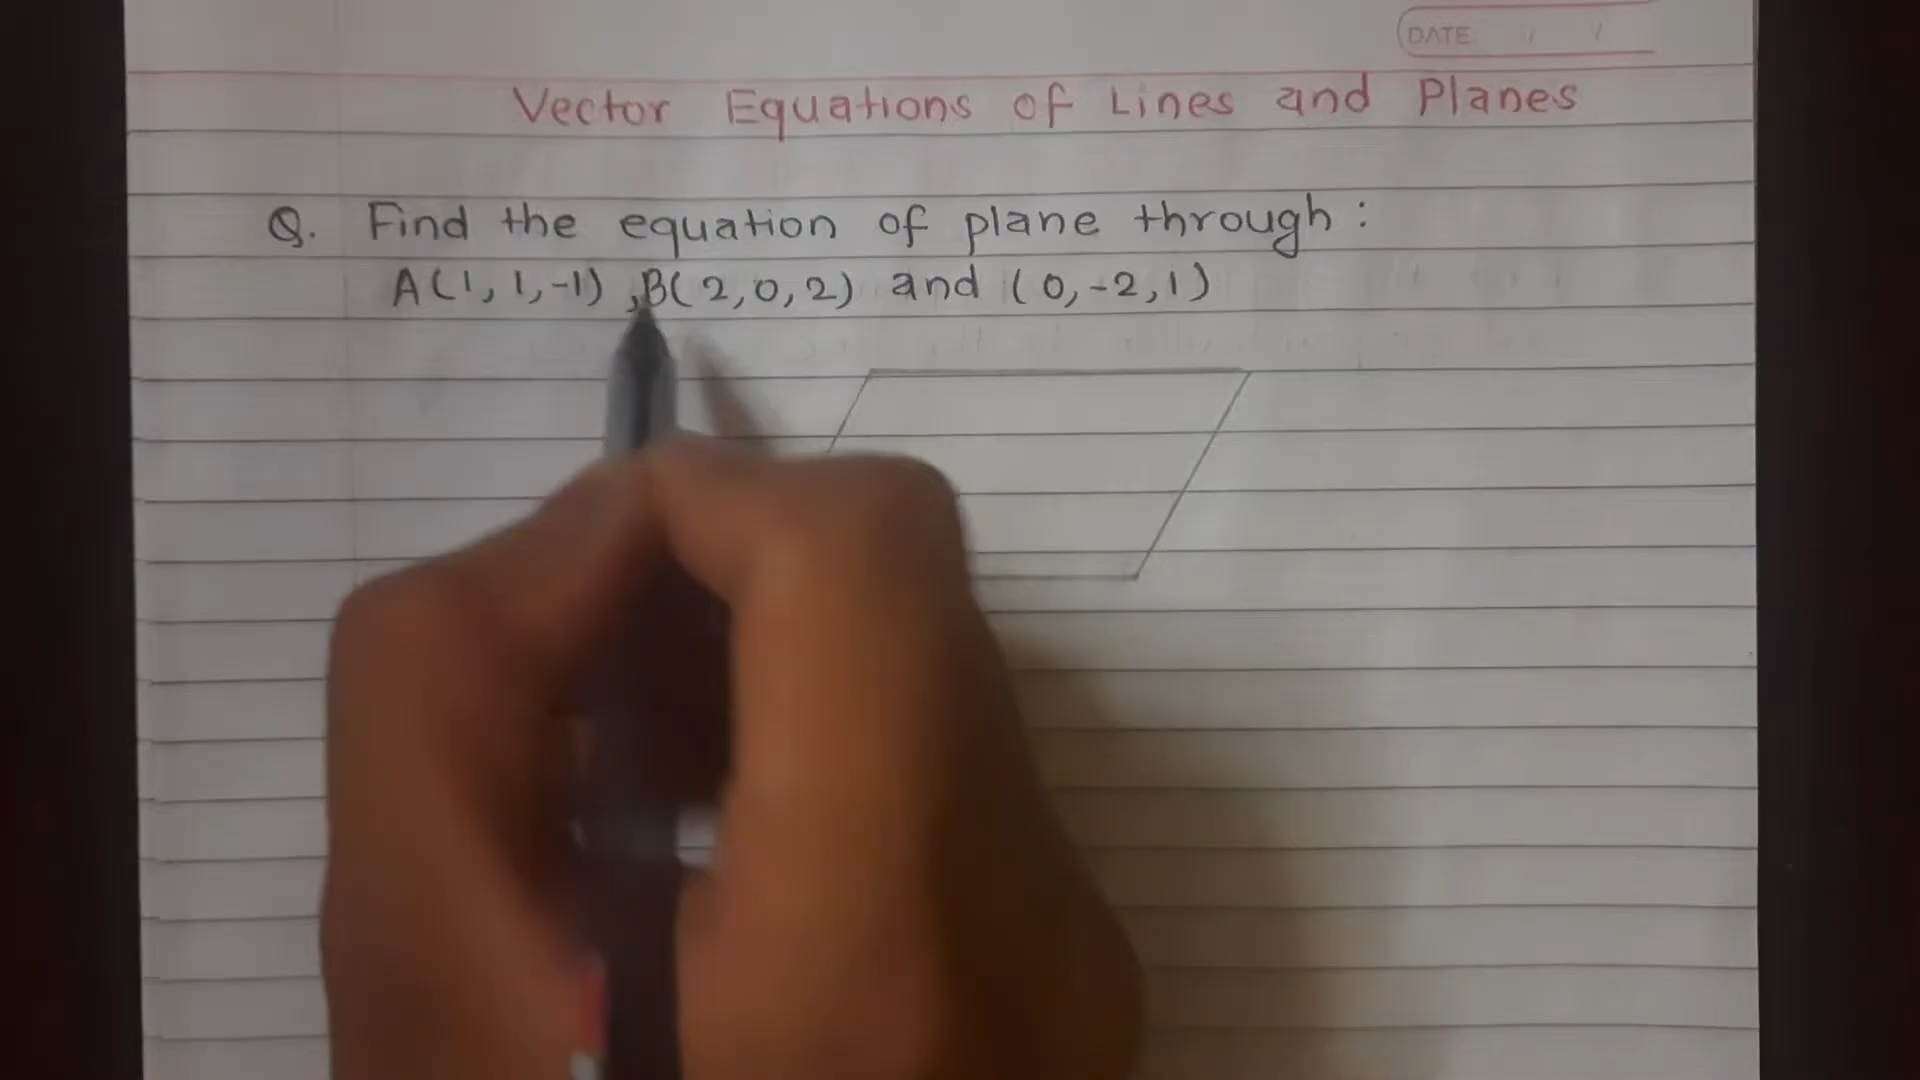 DATE / /
Vector Equations of Lines and Planes
Q. Find the equation of plane through :
A(1, 1, -1) , B(2, 0, 2) and (0, -2, 1)